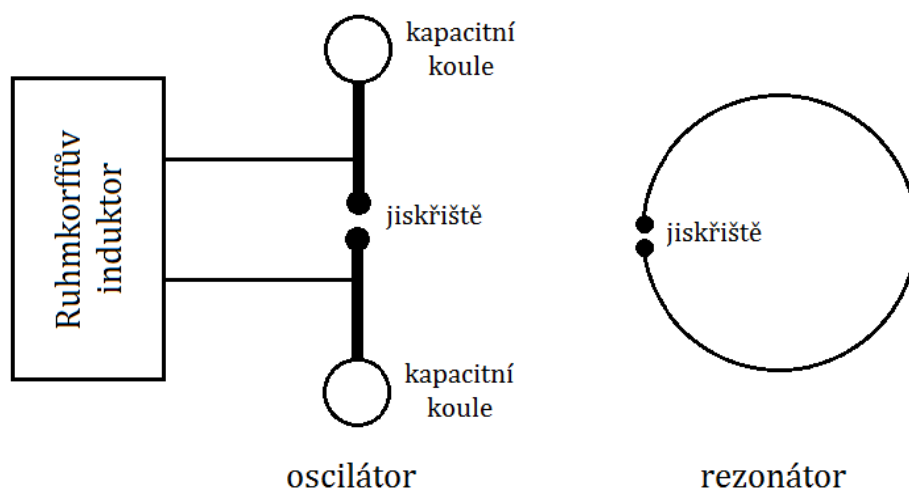 Ruhmkorffův
induktor
kapacitní
koule
jiskřiště
kapacitní
koule
oscilátor
jiskřiště
rezonátor